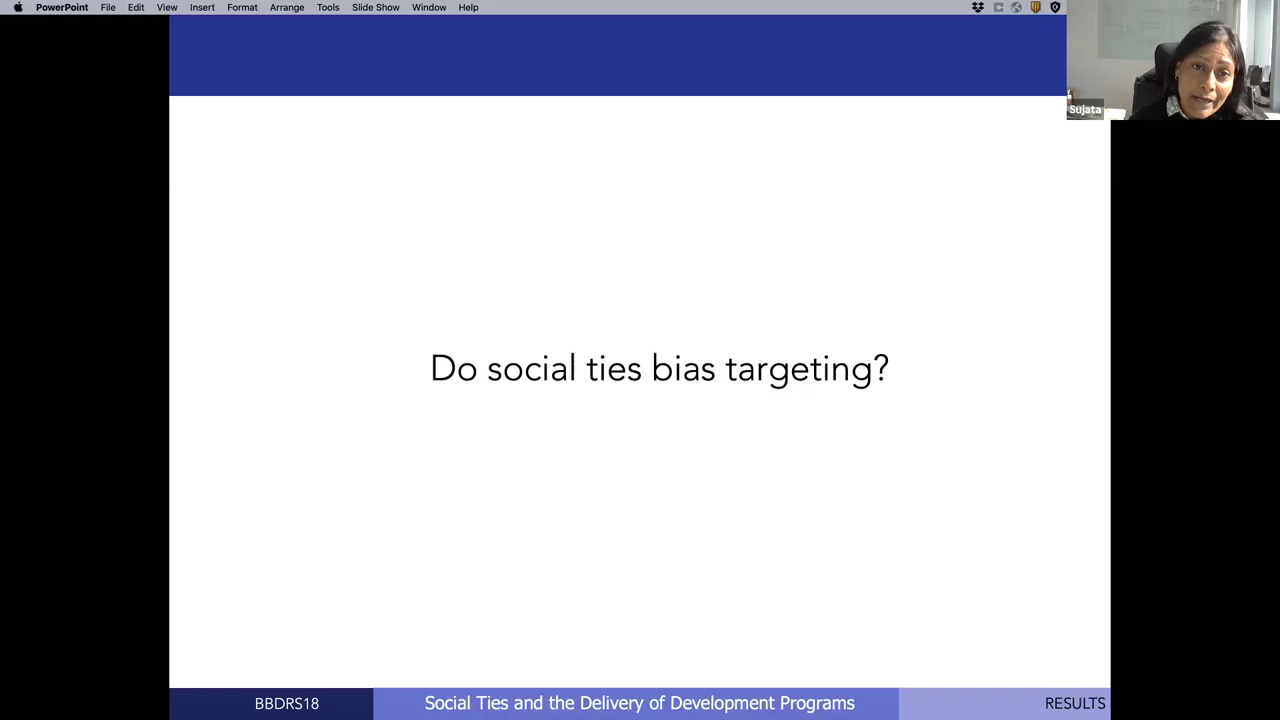 PowerPoint File Edit View Insert Format Arrange Tools Slide Show Window Help
Sujata
Do social ties bias targeting?
BBDRS18 Social Ties and the Delivery of Development Programs RESULTS